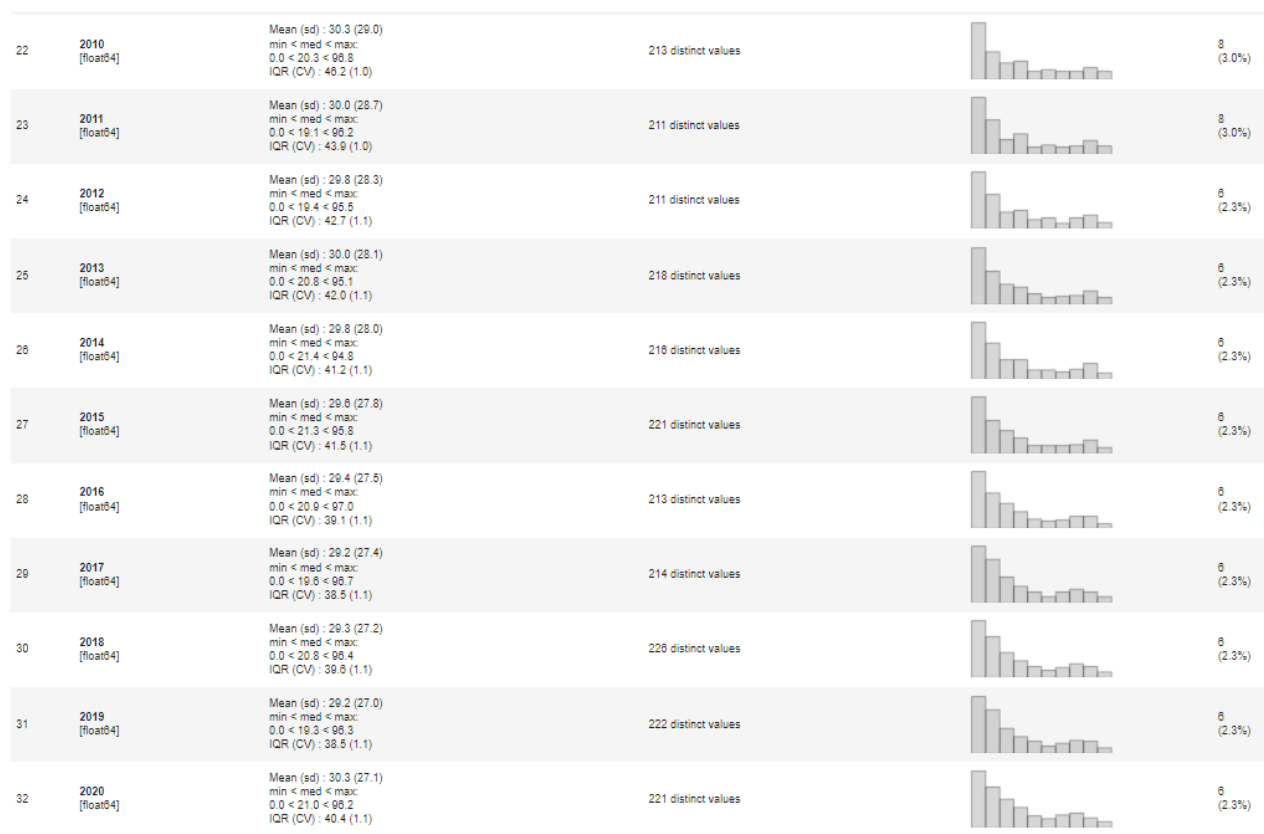 22
2010
[float64]
Mean (sd) : 30.3 (29.0)
min < med < max:
0.0 < 20.3 < 96.8
IQR (CV) : 46.2 (1.0)
213 distinct values
8
(3.0%)
23
2011
[float64]
Mean (sd) : 30.0 (28.7)
min < med < max:
0.0 < 19.1 < 96.2
IQR (CV) : 43.9 (1.0)
211 distinct values
8
(3.0%)
24
2012
[float64]
Mean (sd) : 29.8 (28.3)
min < med < max:
0.0 < 19.4 < 95.5
IQR (CV) : 42.7 (1.1)
211 distinct values
6
(2.3%)
25
2013
[float64]
Mean (sd) : 30.0 (28.1)
min < med < max:
0.0 < 20.8 < 95.1
IQR (CV) : 42.0 (1.1)
218 distinct values
6
(2.3%)
26
2014
[float64]
Mean (sd) : 29.8 (28.0)
min < med < max:
0.0 < 21.4 < 94.8
IQR (CV) : 41.2 (1.1)
216 distinct values
6
(2.3%)
27
2015
[float64]
Mean (sd) : 29.6 (27.8)
min < med < max:
0.0 < 21.3 < 95.8
IQR (CV) : 41.5 (1.1)
221 distinct values
6
(2.3%)
28
2016
[float64]
Mean (sd) : 29.4 (27.5)
min < med < max:
0.0 < 20.9 < 97.0
IQR (CV) : 39.1 (1.1)
213 distinct values
6
(2.3%)
29
2017
[float64]
Mean (sd) : 29.2 (27.4)
min < med < max:
0.0 < 19.6 < 96.7
IQR (CV) : 38.5 (1.1)
214 distinct values
6
(2.3%)
30
2018
[float64]
Mean (sd) : 29.3 (27.2)
min < med < max:
0.0 < 20.8 < 96.4
IQR (CV) : 39.6 (1.1)
226 distinct values
6
(2.3%)
31
2019
[float64]
Mean (sd) : 29.2 (27.0)
min < med < max:
0.0 < 19.3 < 96.3
IQR (CV) : 38.5 (1.1)
222 distinct values
6
(2.3%)
32
2020
[float64]
Mean (sd) : 30.3 (27.1)
min < med < max:
0.0 < 21.0 < 96.2
IQR (CV) : 40.4 (1.1)
221 distinct values
6
(2.3%)